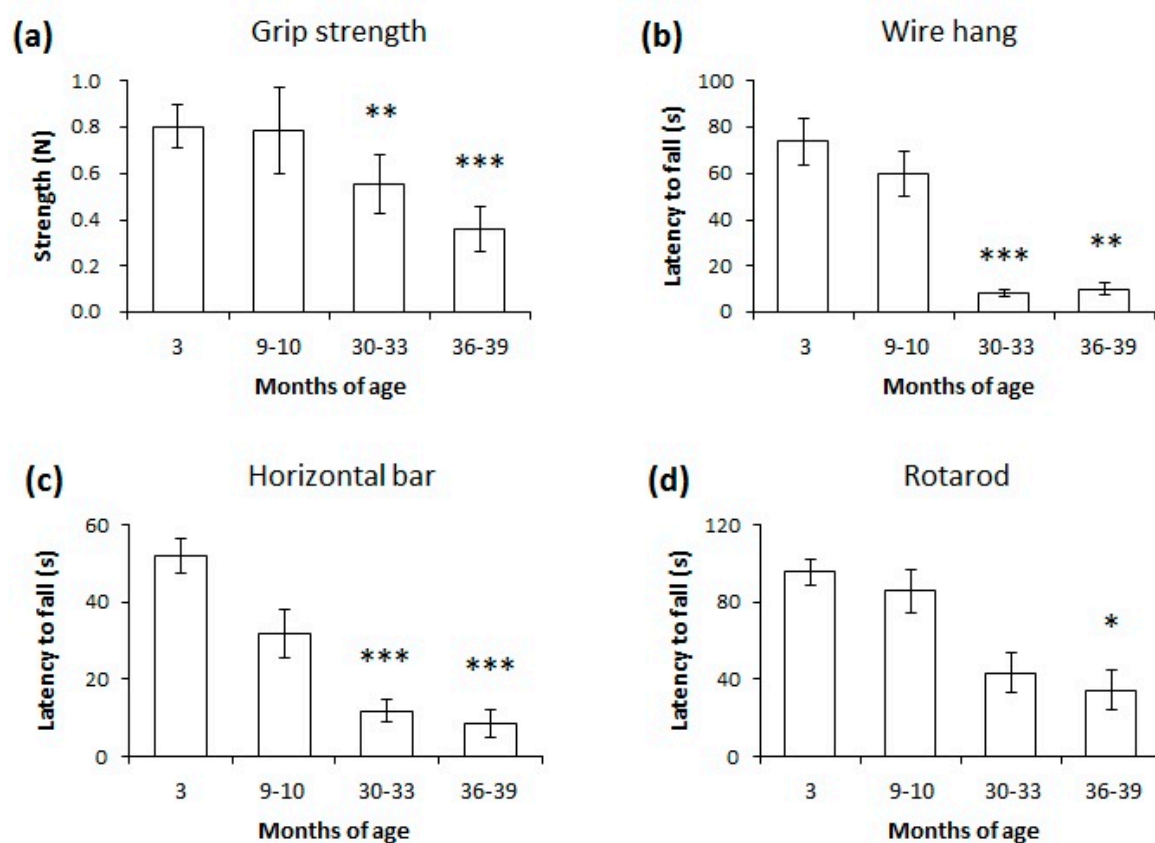 (a) Grip strength
Strength (N)
1.0
0.8
0.6
0.4
0.2
0.0
**
***
3 9-10 30-33 36-39
Months of age
(b) Wire hang
Latency to fall (s)
100
80
60
40
20
0
***
**
3 9-10 30-33 36-39
Months of age
(c) Horizontal bar
Latency to fall (s)
60
40
20
0
*** ***
3 9-10 30-33 36-39
Months of age
(d) Rotarod
Latency to fall (s)
120
80
40
0
*
3 9-10 30-33 36-39
Months of age